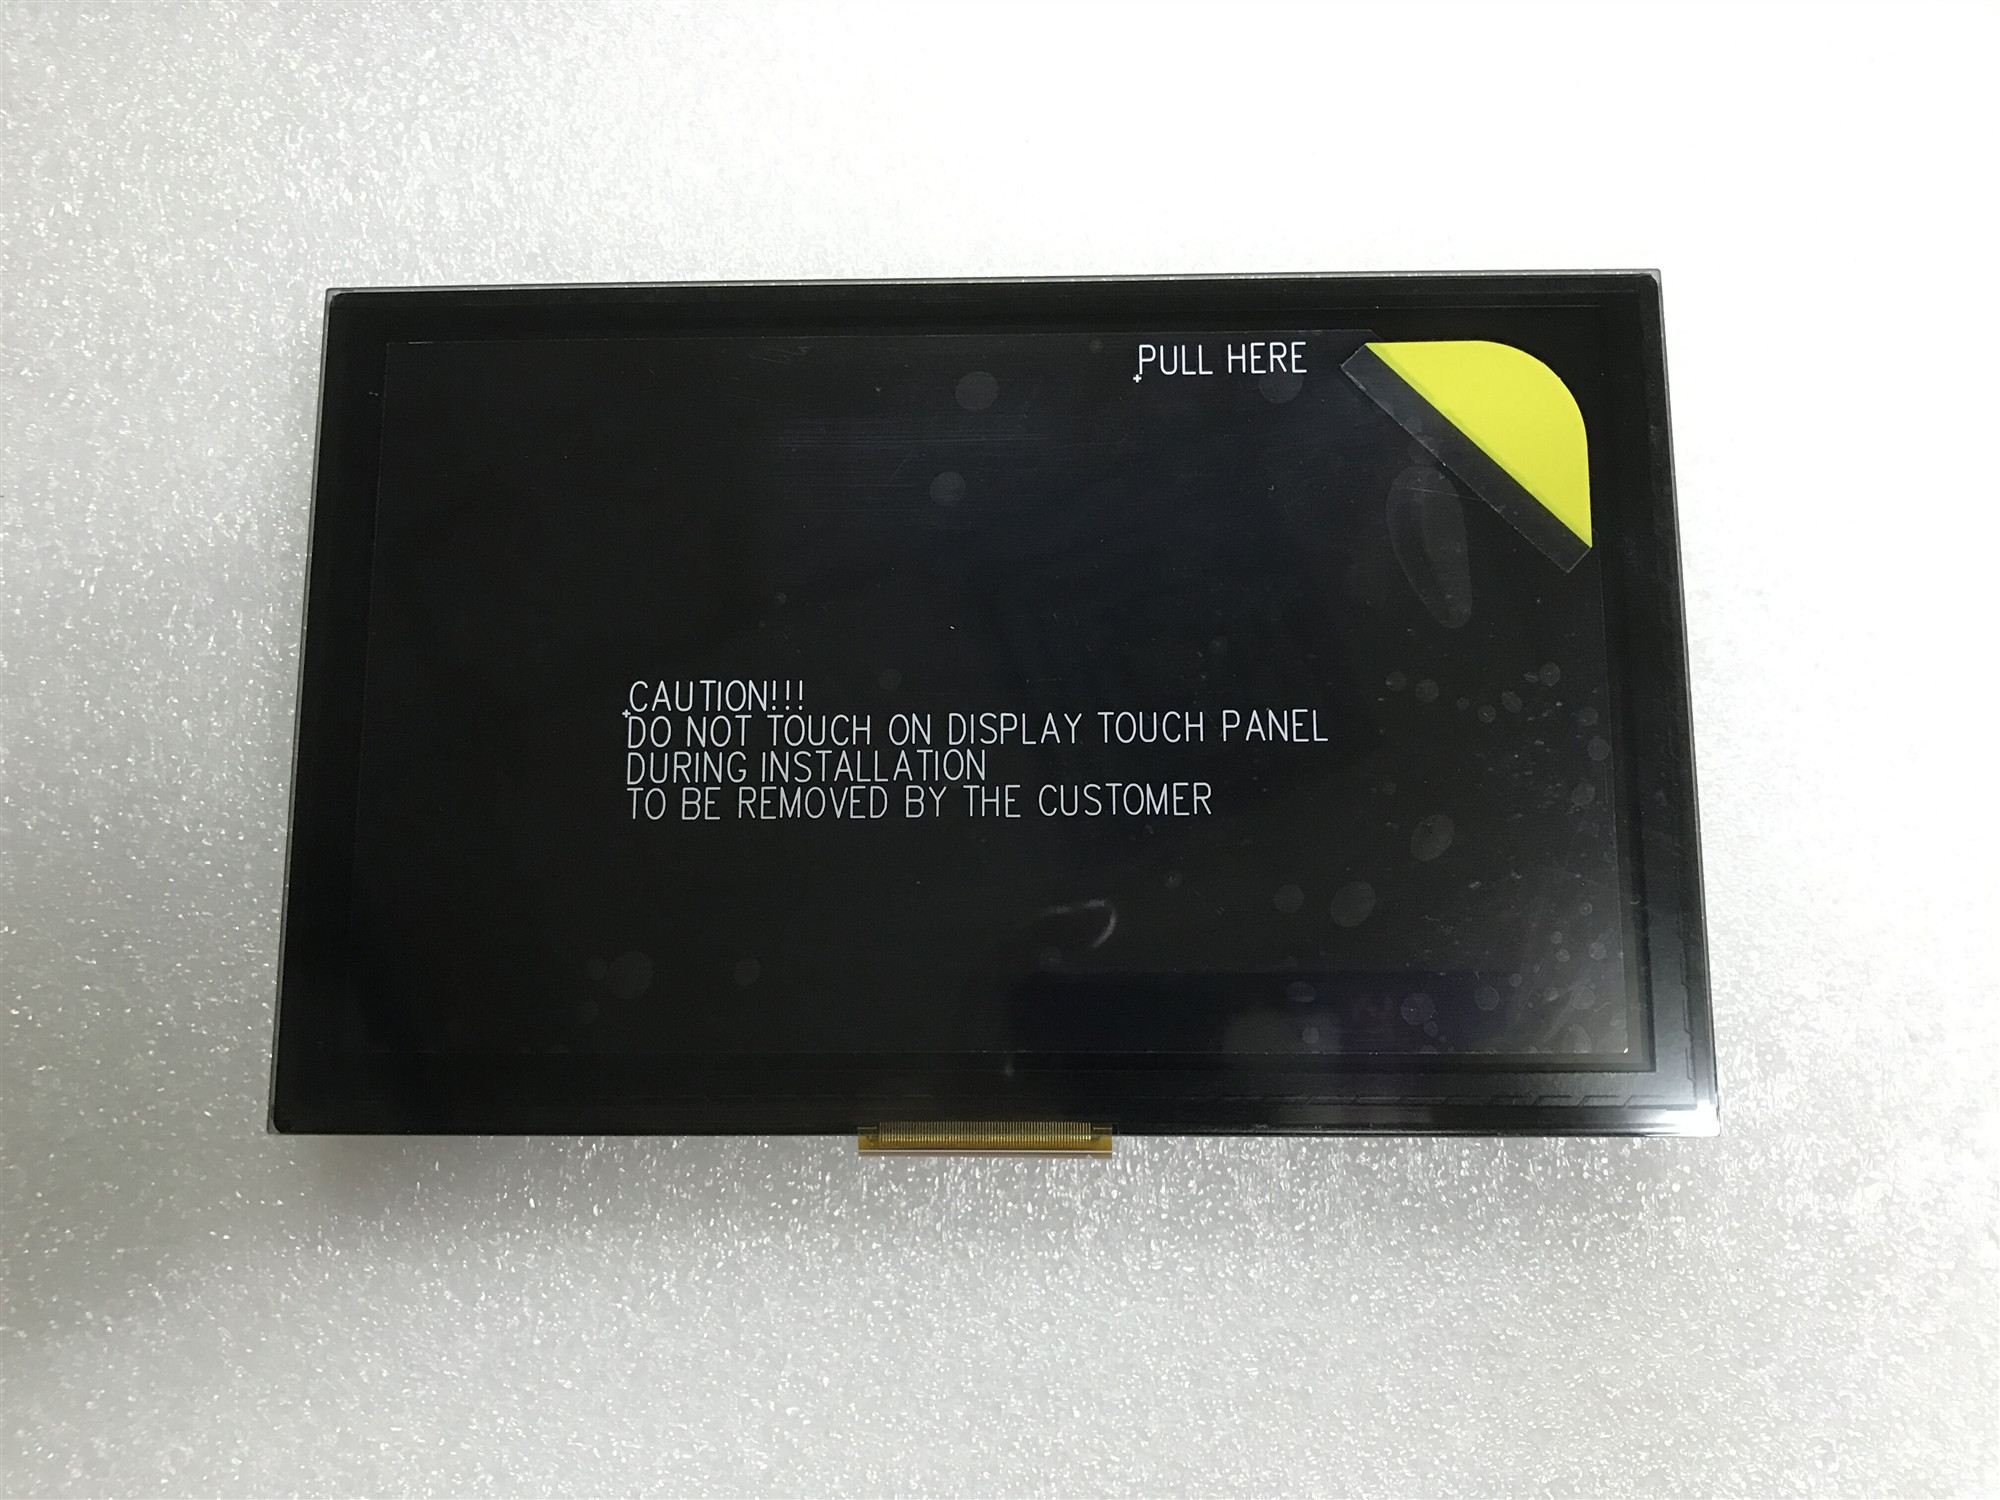 PULL HERE
CAUTION!!!
DO NOT TOUCH ON DISPLAY TOUCH PANEL
DURING INSTALLATION
TO BE REMOVED BY THE CUSTOMER